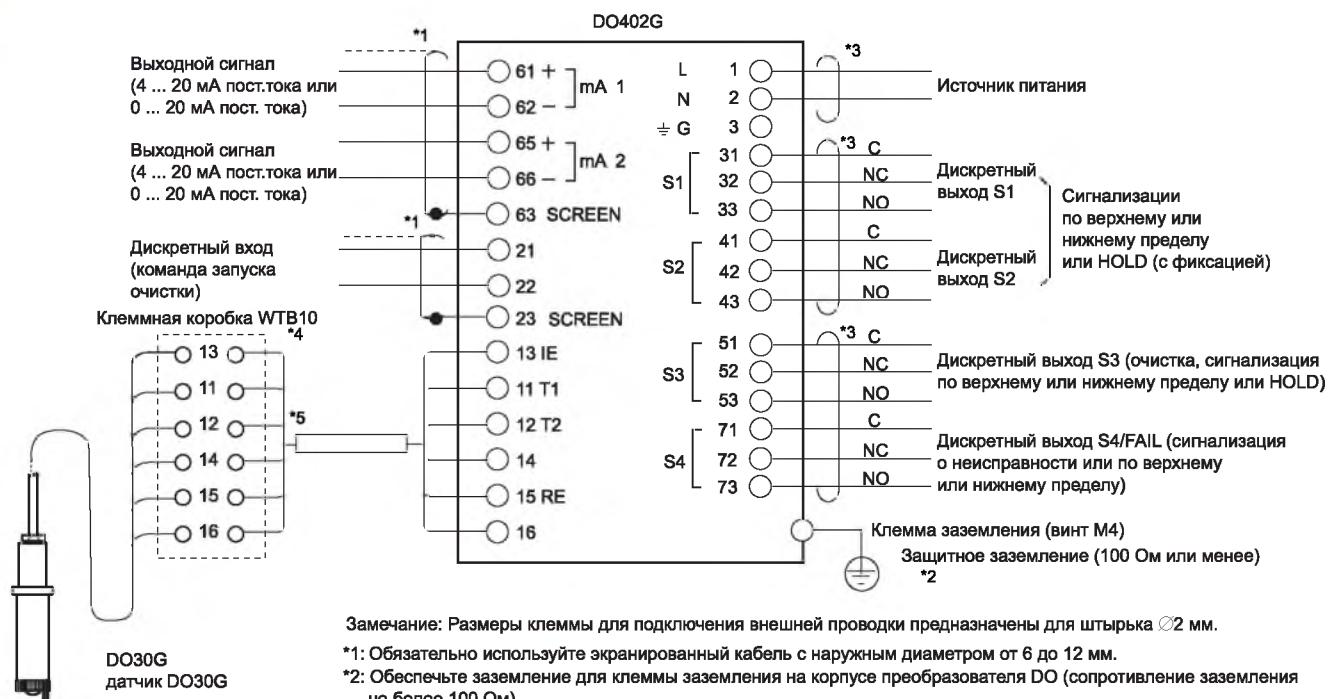 DO402G
*1
Выходной сигнал
(4 ... 20 мА пост.тока или
0 ... 20 мА пост. тока)
Выходной сигнал
(4 ... 20 мА пост.тока или
0 ... 20 мА пост. тока)
*1
Дискретный вход
(команда запуска
очистки)
Клеммная коробка WTB10
*4
13
11
12
14
15
16
*5
DO30G
датчик DO30G
61 +
62 –
mA 1
65 +
66 –
mA 2
63 SCREEN
21
22
23 SCREEN
13 IE
11 T1
12 T2
14
15 RE
16
L 1
N 2
G 3
S1
31
32
33
S2
41
42
43
S3
51
52
53
S4
71
72
73
*3
Источник питания
*3
C
NC
NO
Дискретный
выход S1
C
NC
NO
Дискретный
выход S2
Сигнализации
по верхнему или
нижнему пределу
или HOLD (с фиксацией)
*3
C
NC
NO
Дискретный выход S3 (очистка, сигнализация
по верхнему или нижнему пределу или HOLD)
C
NC
NO
Дискретный выход S4/FAIL (сигнализация
о неисправности или по верхнему
или нижнему пределу)
Клемма заземления (винт М4)
Защитное заземление (100 Ом или менее)
*2
Замечание: Размеры клеммы для подключения внешней проводки предназначены для штырька ∅2 мм.
*1: Обязательно используйте экранированный кабель с наружным диаметром от 6 до 12 мм.
*2: Обеспечьте заземление для клеммы заземления на корпусе преобразователя DO (сопротивление заземления
не более 100 Ом)